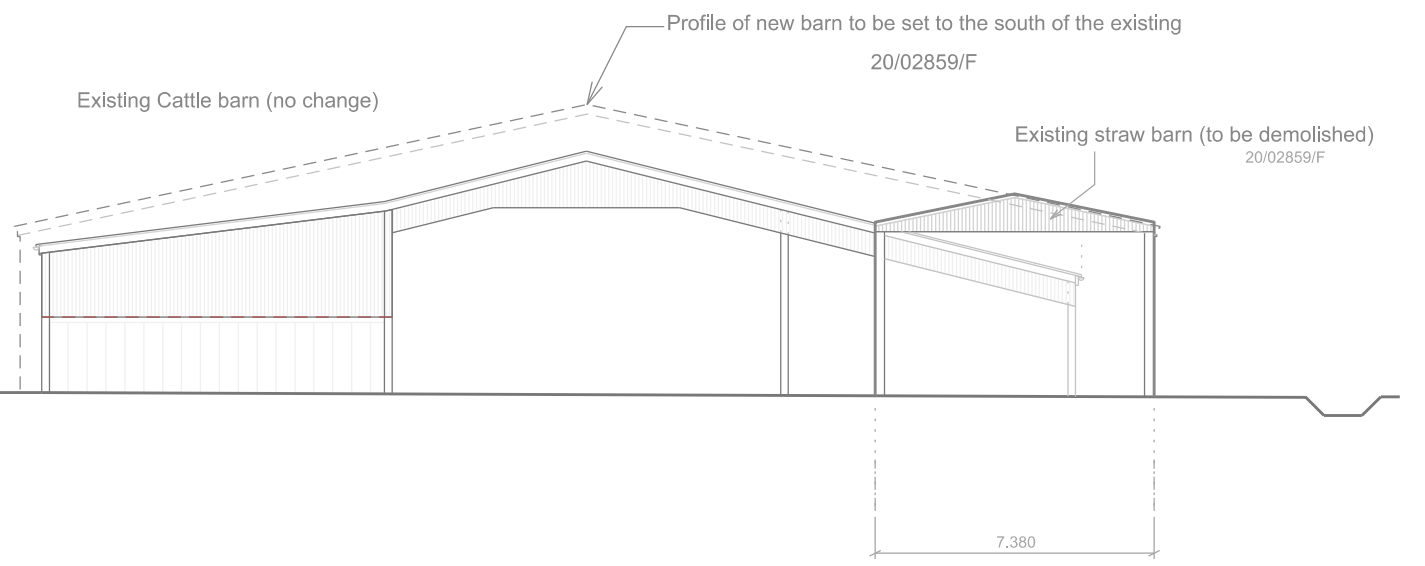 Profile of new barn to be set to the south of the existing
20/02859/F
Existing Cattle barn (no change)
Existing straw barn (to be demolished)
20/02859/F
7.380